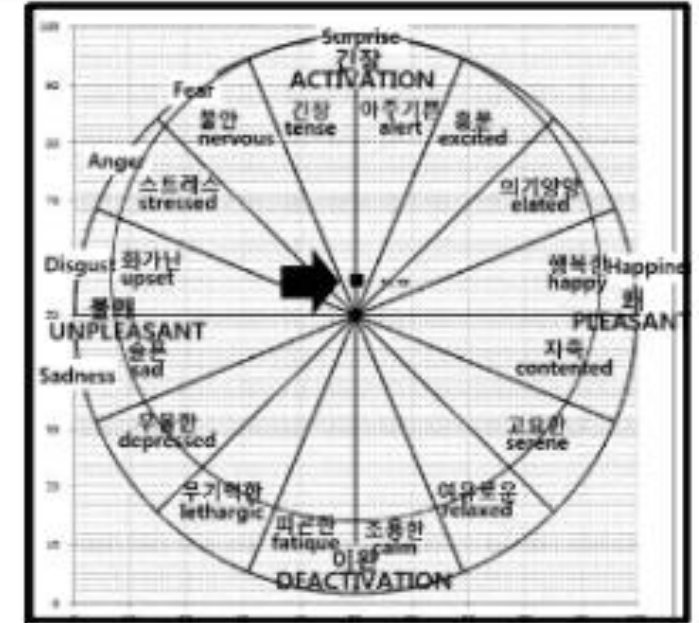 Surprise
긴장
ACTIVATION
Fear
불안
nervous
긴장
tense
아주기쁨
alert
흥분
excited
Anger
스트레스
stressed
의기양양
elated
Disgust
화가난
upset
행복한
happy
Happine
불쾌
UNPLEASANT
쾌
PLEASANT
슬픈
sad
Sadness
지족
contented
우울한
depressed
고요한
serene
무기력한
lethargic
여유로운
relaxed
피곤한
fatique
조용한
calm
이완
DEACTIVATION